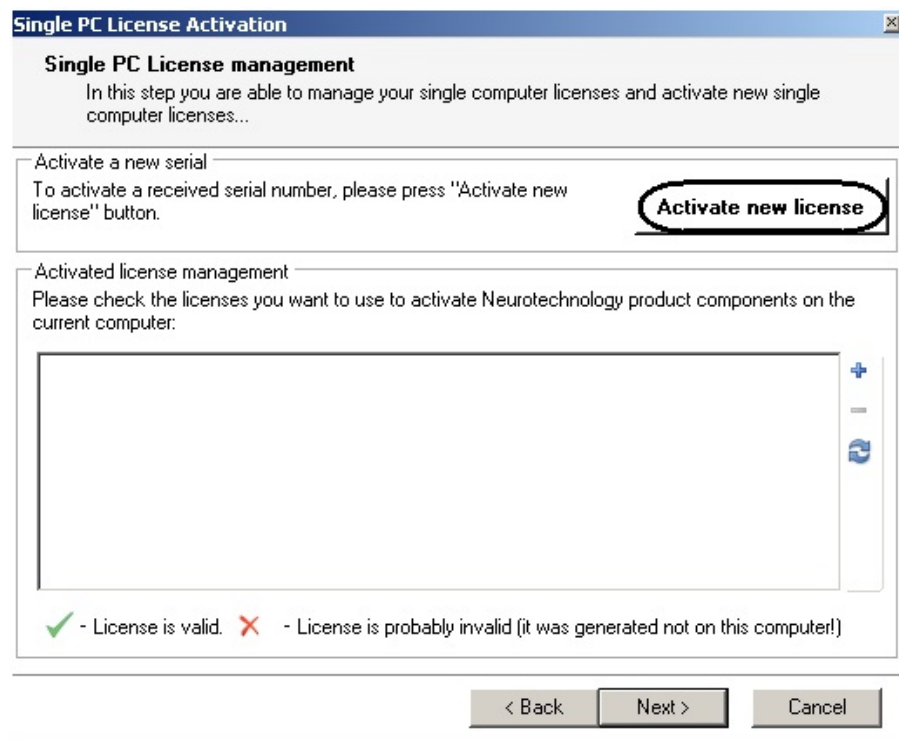 Single PC License Activation
Single PC License management
In this step you are able to manage your single computer licenses and activate new single
computer licenses...
Activate a new serial
To activate a received serial number, please press "Activate new
license" button.
Activate new license
Activated license management
Please check the licenses you want to use to activate Neurotechnology product components on the
current computer:
- License is valid. - License is probably invalid (it was generated not on this computer!)
< Back Next > Cancel